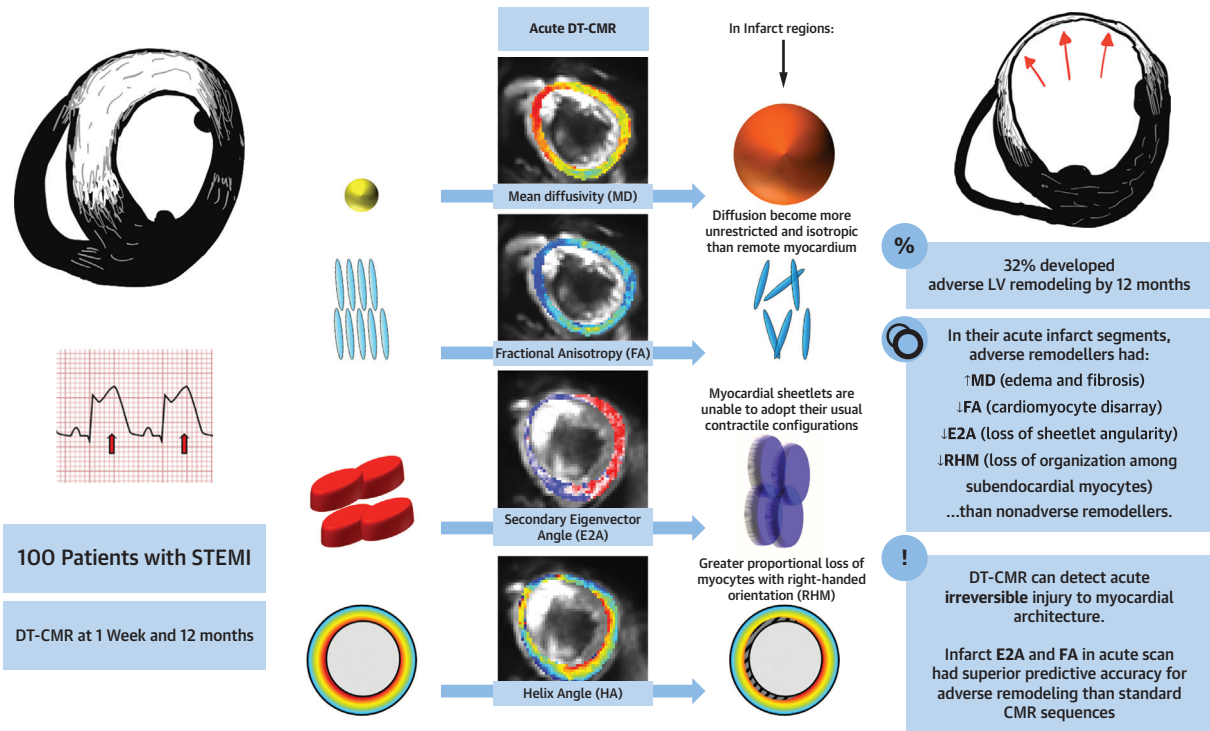 100 Patients with STEMI
DT-CMR at 1 Week and 12 months
Acute DT-CMR
Mean diffusivity (MD)
Fractional Anisotropy (FA)
Secondary Eigenvector
Angle (E2A)
Helix Angle (HA)
In Infarct regions:
Diffusion become more
unrestricted and isotropic
than remote myocardium
Myocardial sheetlets are
unable to adopt their usual
contractile configurations
Greater proportional loss of
myocytes with right-handed
orientation (RHM)
%
32% developed
adverse LV remodeling by 12 months
In their acute infarct segments,
adverse remodellers had:
↑MD (edema and fibrosis)
↓FA (cardiomyocyte disarray)
↓E2A (loss of sheetlet angularity)
↓RHM (loss of organization among
subendocardial myocytes)
...than nonadverse remodellers.
!
DT-CMR can detect acute
irreversible injury to myocardial
architecture.
Infarct E2A and FA in acute scan
had superior predictive accuracy for
adverse remodeling than standard
CMR sequences